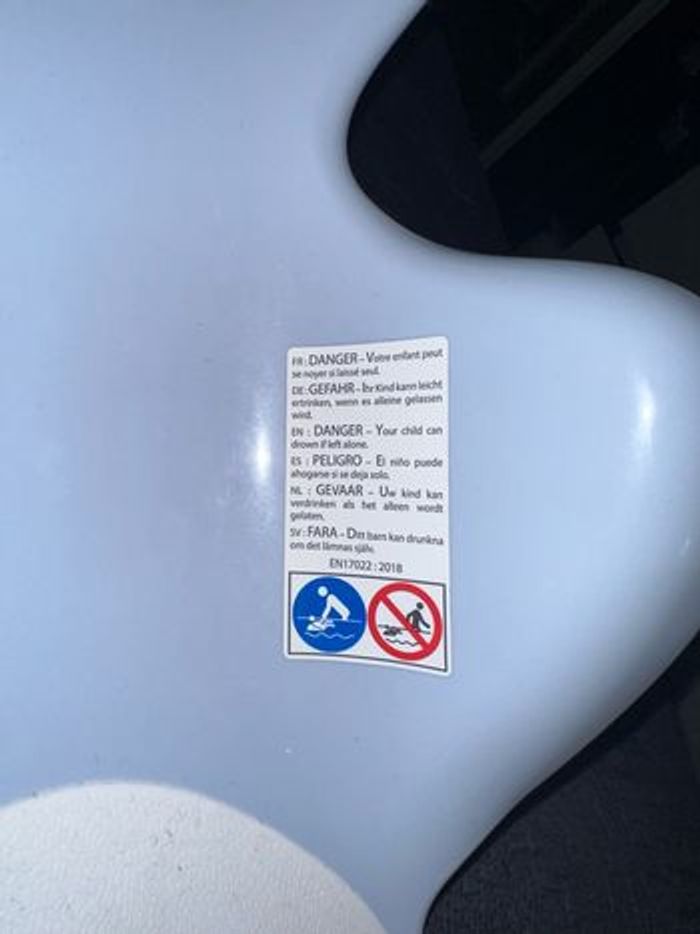 FR : DANGER – Votre enfant peut
se noyer si laissé seul.
DE : GEFAHR – Ihr Kind kann leicht
ertrinken, wenn es alleine gelassen
wird.
EN : DANGER – Your child can
drown if left alone.
ES : PELIGRO – El niño puede
ahogarse si se deja solo.
NL : GEVAAR – Uw kind kan
verdrinken als het alleen wordt
gelaten.
SV : FARA – Ditt barn kan drunkna
om det lämnas själv.
EN17022 : 2018